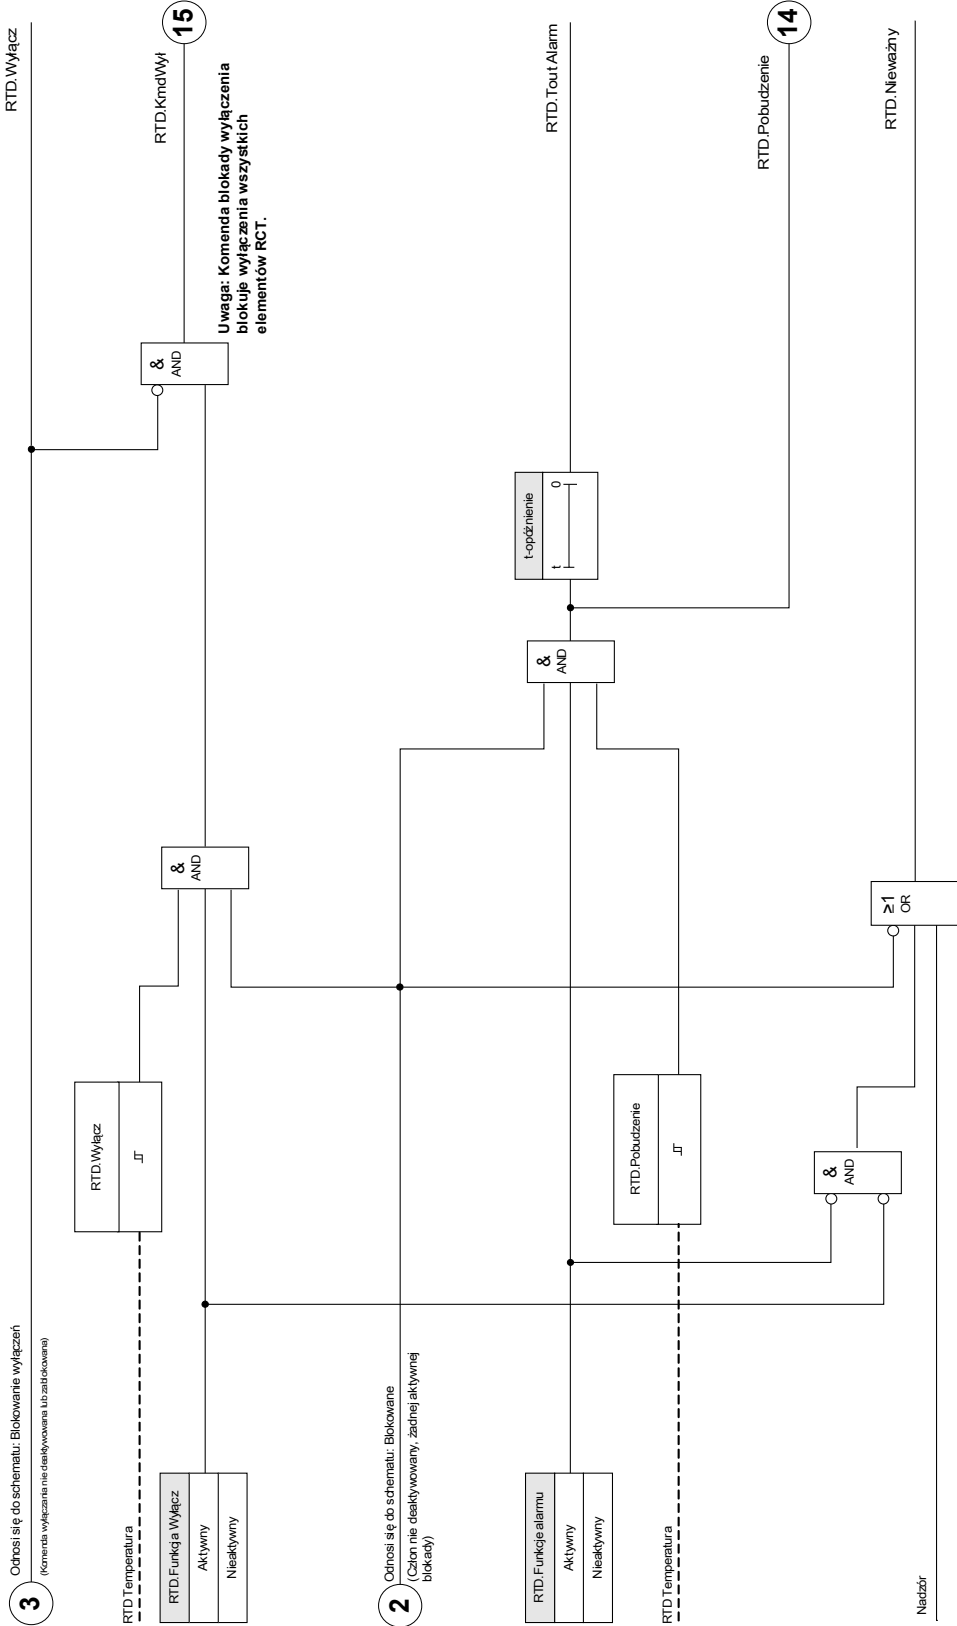 3
Odnosi się do schematu: Blokowanie wyłączeń
(Komenda wyłączania nie deaktywowana lub zablokowana)
RTD.Wyłącz
RTD Temperatura
RTD.Wyłącz
RTD.Funkcja Wyłącz
Aktywny
Nieaktywny
&
AND
&
AND
RTD.KmdWył
15
Uwaga: Komenda blokady wyłączenia
blokuje wyłączenia wszystkich
elementów RCT.
2
Odnosi się do schematu: Blokowane
(Człon nie deaktywowany, żadnej aktywnej
blokady)
RTD.Funkcje alarmu
Aktywny
Nieaktywny
&
AND
t-opóźnienie
t
0
RTD.Tout Alarm
RTD Temperatura
RTD.Pobudzenie
RTD.Pobudzenie
14
&
AND
≥1
OR
RTD.Nieważny
Nadzór